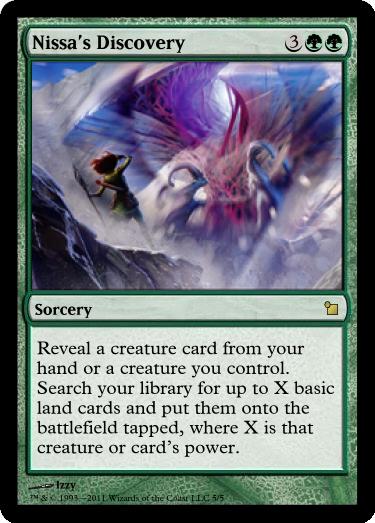 Nissa's Discovery 3
Sorcery
Reveal a creature card from your
hand or a creature you control.
Search your library for up to X basic
land cards and put them onto the
battlefield tapped, where X is that
creature or card's power.
Izzy
™ & © 1993–2011 Wizards of the Coast LLC 5/5